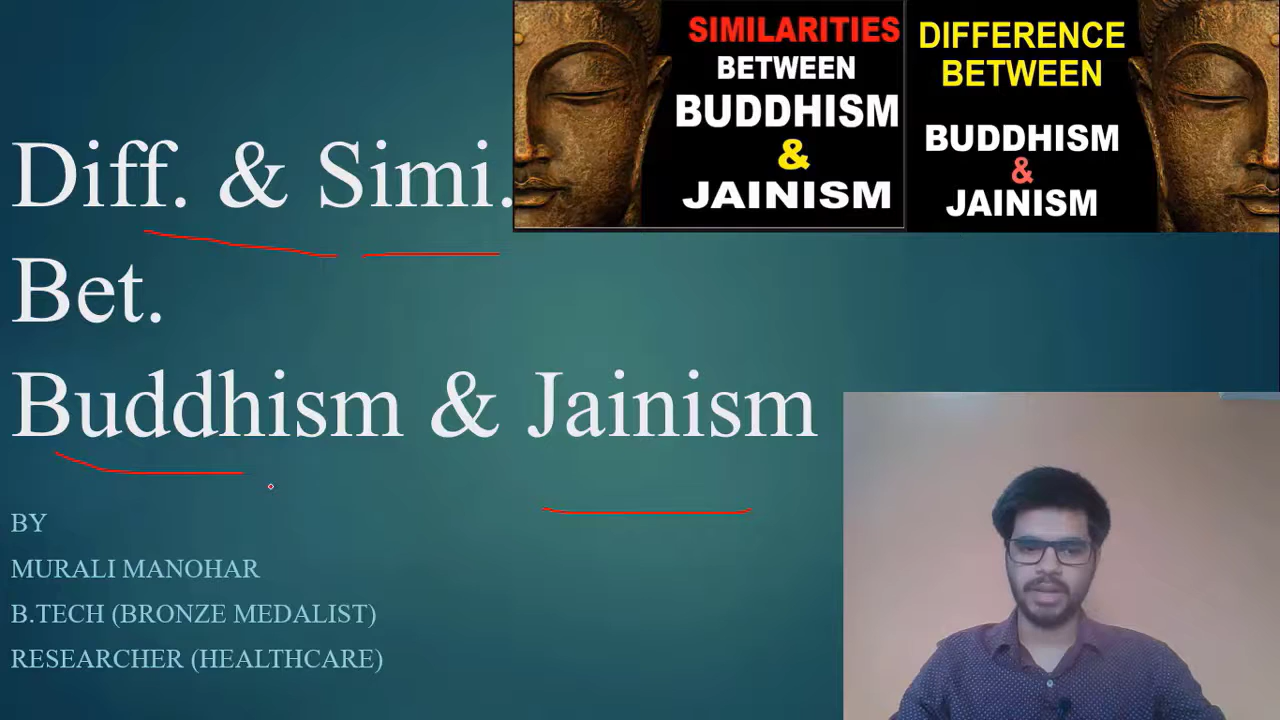 Diff. & Simi.
Bet.
Buddhism & Jainism
BY
MURALI MANOHAR
B.TECH (BRONZE MEDALIST)
RESEARCHER (HEALTHCARE)
SIMILARITIES
BETWEEN
BUDDHISM
&
JAINISM
DIFFERENCE
BETWEEN
BUDDHISM
&
JAINISM